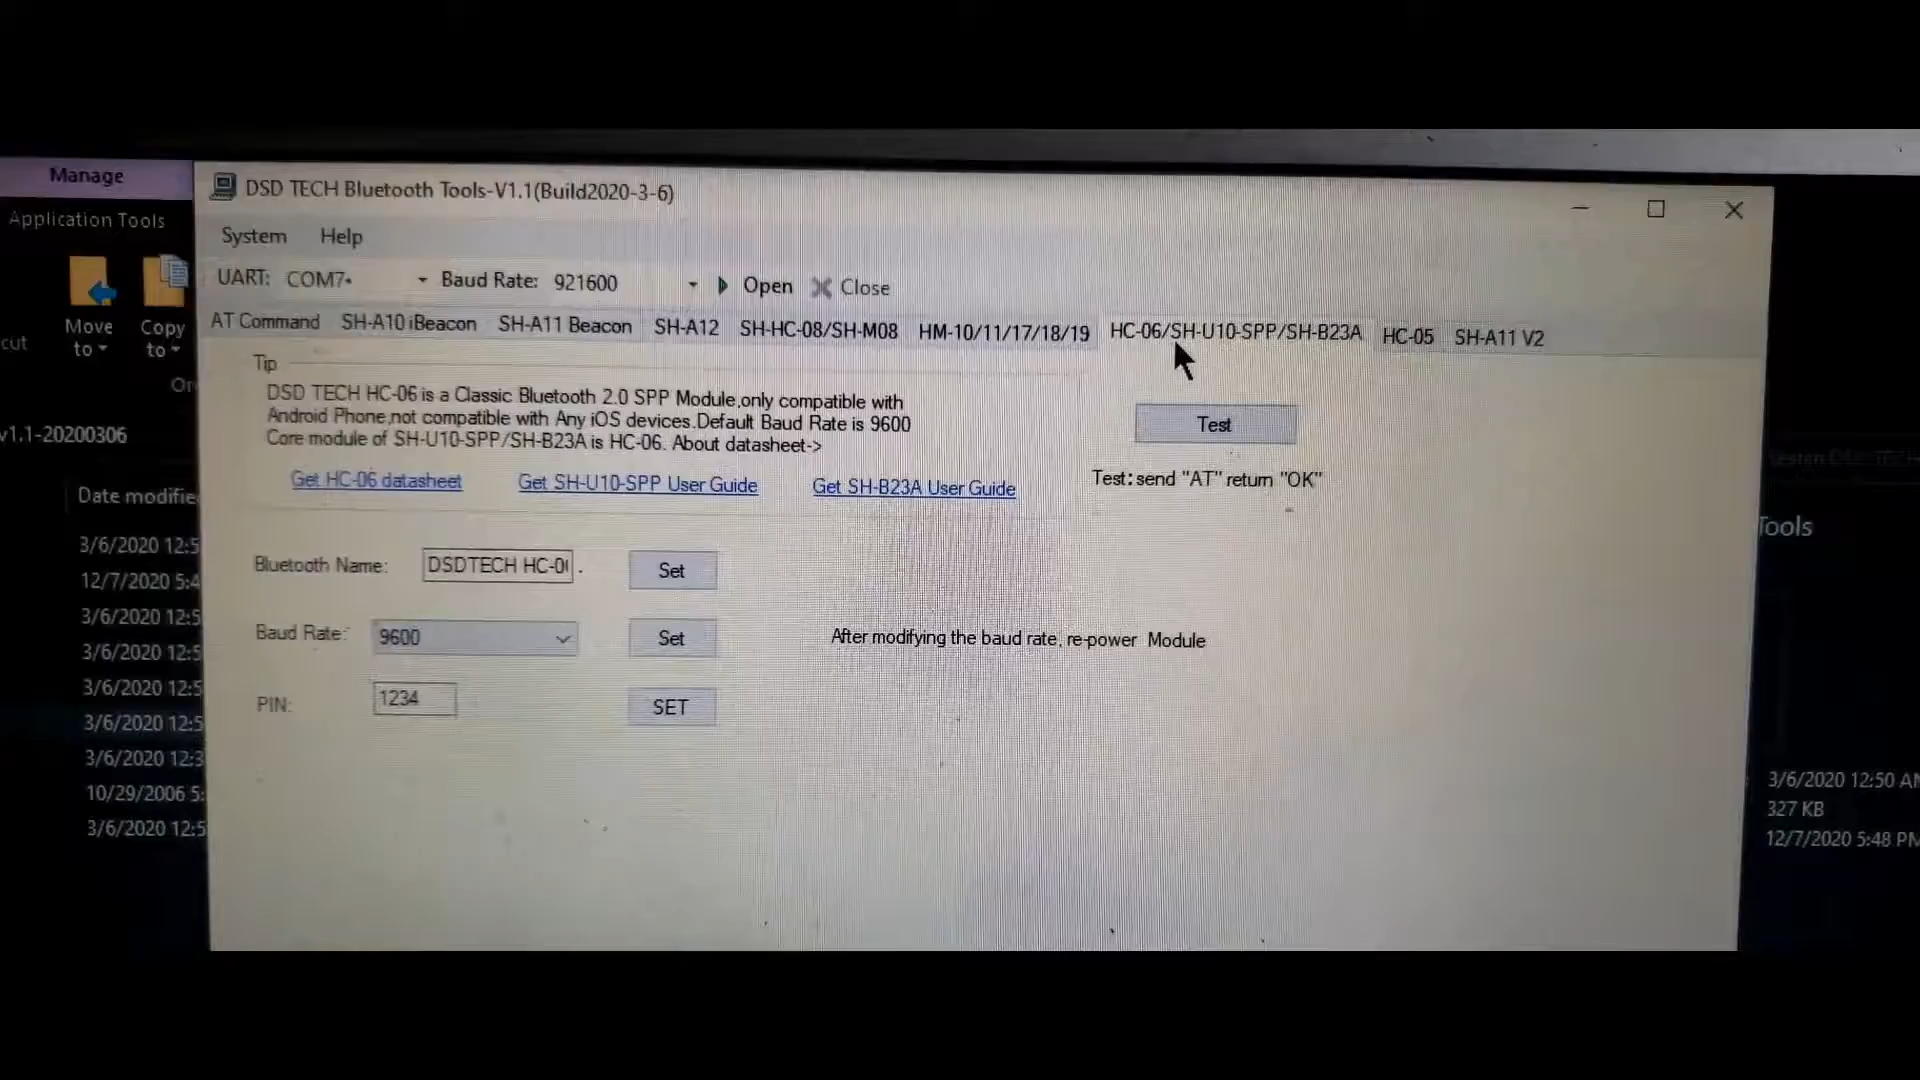 Manage
DSD TECH Bluetooth Tools-V1.1(Build2020-3-6)
Application Tools
System Help
UART: COM7 Baud Rate: 921600 Open Close
AT Command SH-A10 iBeacon SH-A11 Beacon SH-A12 SH-HC-08/SH-M08 HM-10/11/17/18/19 HC-06/SH-U10-SPP/SH-B23A HC-05 SH-A11 V2
Move
to
Copy
to
cut
Tip
DSD TECH HC-06 is a Classic Bluetooth 2.0 SPP Module,only compatible with
Android Phone,not compatible with Any iOS devices.Default Baud Rate is 9600
Core module of SH-U10-SPP/SH-B23A is HC-06. About datasheet->
Test
Get HC-06 datasheet Get SH-U10-SPP User Guide Get SH-B23A User Guide
Test: send "AT" return "OK"
Or
v1.1-20200306
Date modifie
3/6/2020 12:5
12/7/2020 5:4
3/6/2020 12:5
3/6/2020 12:5
3/6/2020 12:5
3/6/2020 12:5
3/6/2020 12:3
10/29/2006 5:
3/6/2020 12:5
Bluetooth Name: DSDTECH HC-0 . Set
Baud Rate: 9600 Set After modifying the baud rate, re-power Module
PIN: 1234 SET
Tools
3/6/2020 12:50 AM
327 KB
12/7/2020 5:48 PM